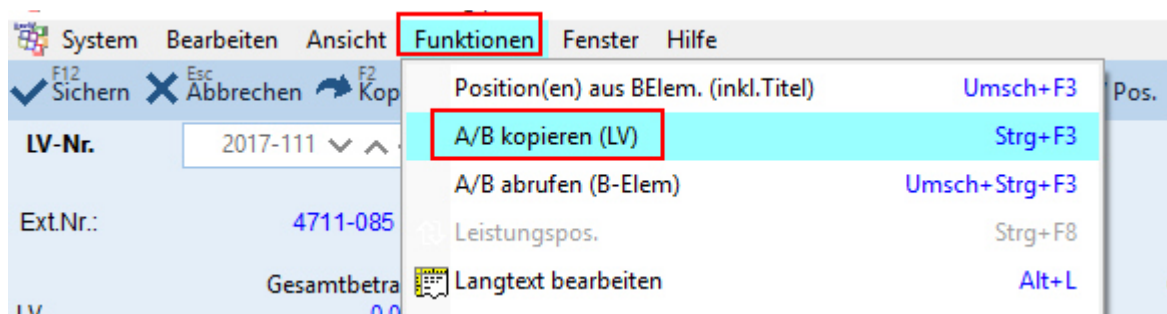 System Bearbeiten Ansicht Funktionen Fenster Hilfe
F12 Sichern Esc Abbrechen F2 Kop
Position(en) aus BElem. (inkl.Titel) Umsch+F3 Pos.
LV-Nr. 2017-111 A/B kopieren (LV) Strg+F3
A/B abrufen (B-Elem) Umsch+Strg+F3
Ext.Nr.: 4711-085 Leistungspos. Strg+F8
Gesamtbetra Langtext bearbeiten Alt+L